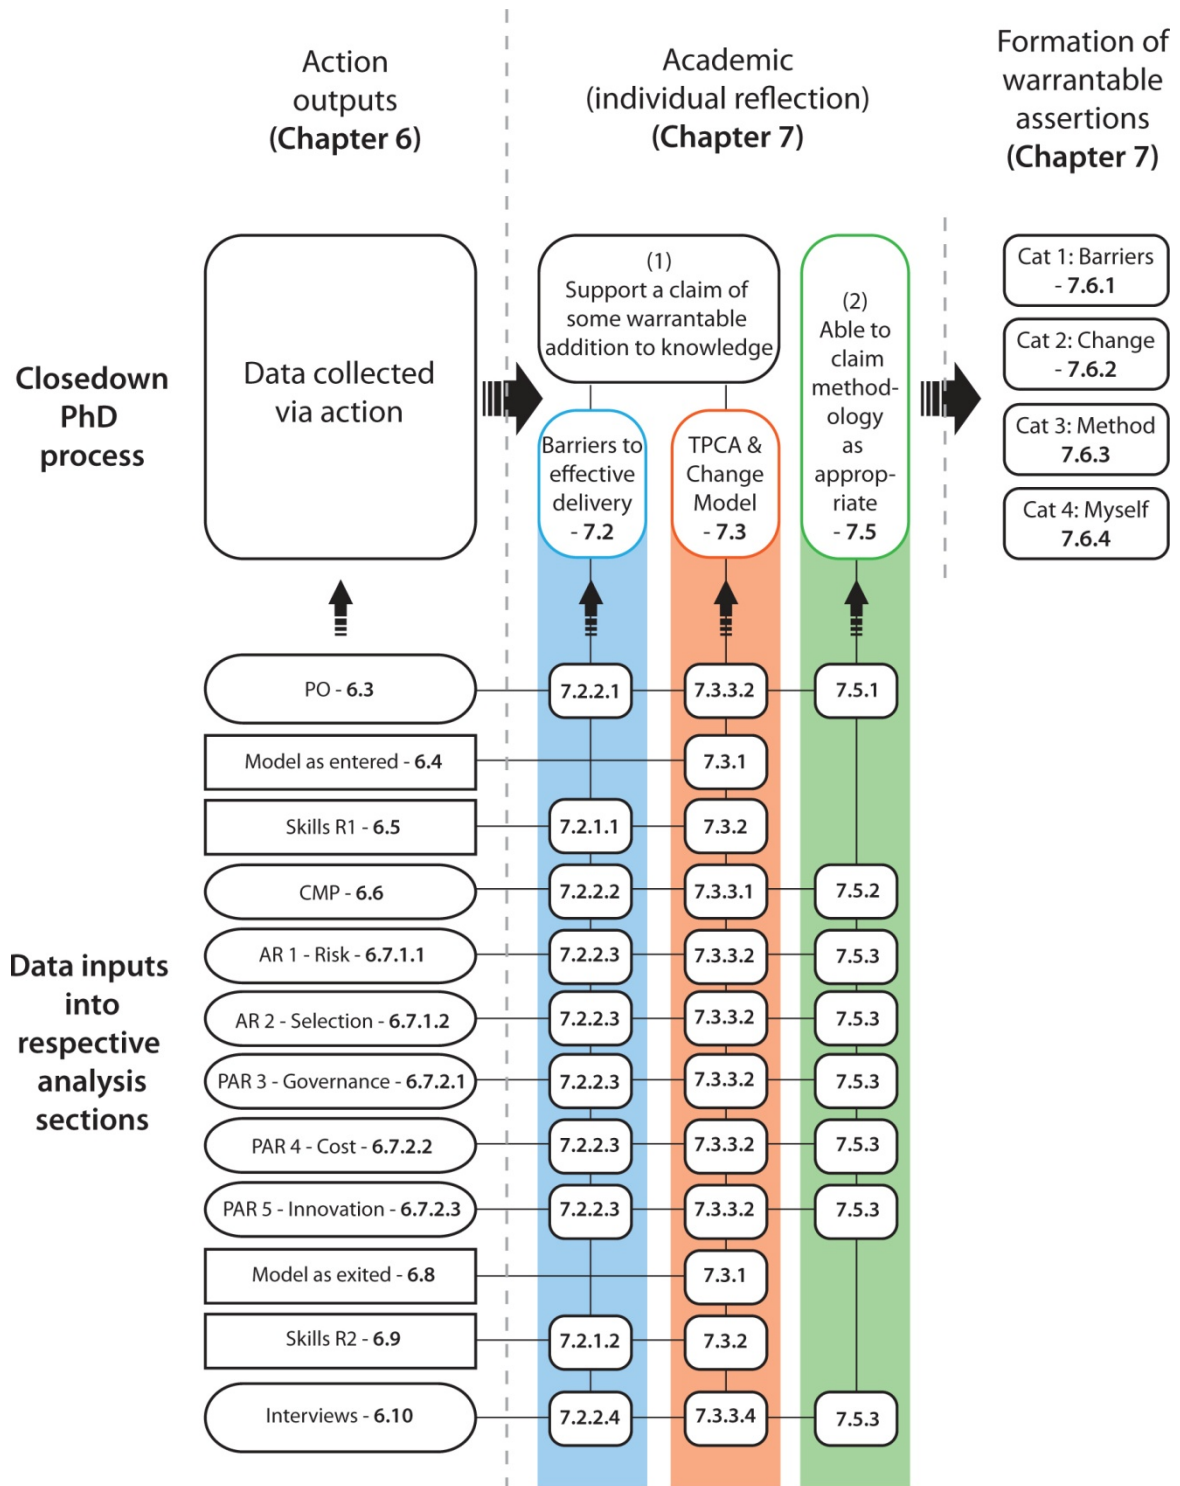 Action
outputs
(Chapter 6)
Academic
(individual reflection)
(Chapter 7)
Formation of
warrantable
assertions
(Chapter 7)
Closedown
PhD
process
Data collected
via action
(1)
Support a claim of
some warrantable
addition to knowledge
Barriers to
effective
delivery
- 7.2
TPCA &
Change
Model
- 7.3
(2)
Able to
claim
method-
ology
as
approp-
riate
- 7.5
Cat 1: Barriers
- 7.6.1
Cat 2: Change
- 7.6.2
Cat 3: Method
7.6.3
Cat 4: Myself
7.6.4
Data inputs
into
respective
analysis
sections
PO - 6.3
7.2.2.1
7.3.3.2
7.5.1
Model as entered - 6.4
7.3.1
Skills R1 - 6.5
7.2.1.1
7.3.2
CMP - 6.6
7.2.2.2
7.3.3.1
7.5.2
AR 1 - Risk - 6.7.1.1
7.2.2.3
7.3.3.2
7.5.3
AR 2 - Selection - 6.7.1.2
7.2.2.3
7.3.3.2
7.5.3
PAR 3 - Governance - 6.7.2.1
7.2.2.3
7.3.3.2
7.5.3
PAR 4 - Cost - 6.7.2.2
7.2.2.3
7.3.3.2
7.5.3
PAR 5 - Innovation - 6.7.2.3
7.2.2.3
7.3.3.2
7.5.3
Model as exited - 6.8
7.3.1
Skills R2 - 6.9
7.2.1.2
7.3.2
Interviews - 6.10
7.2.2.4
7.3.3.4
7.5.3